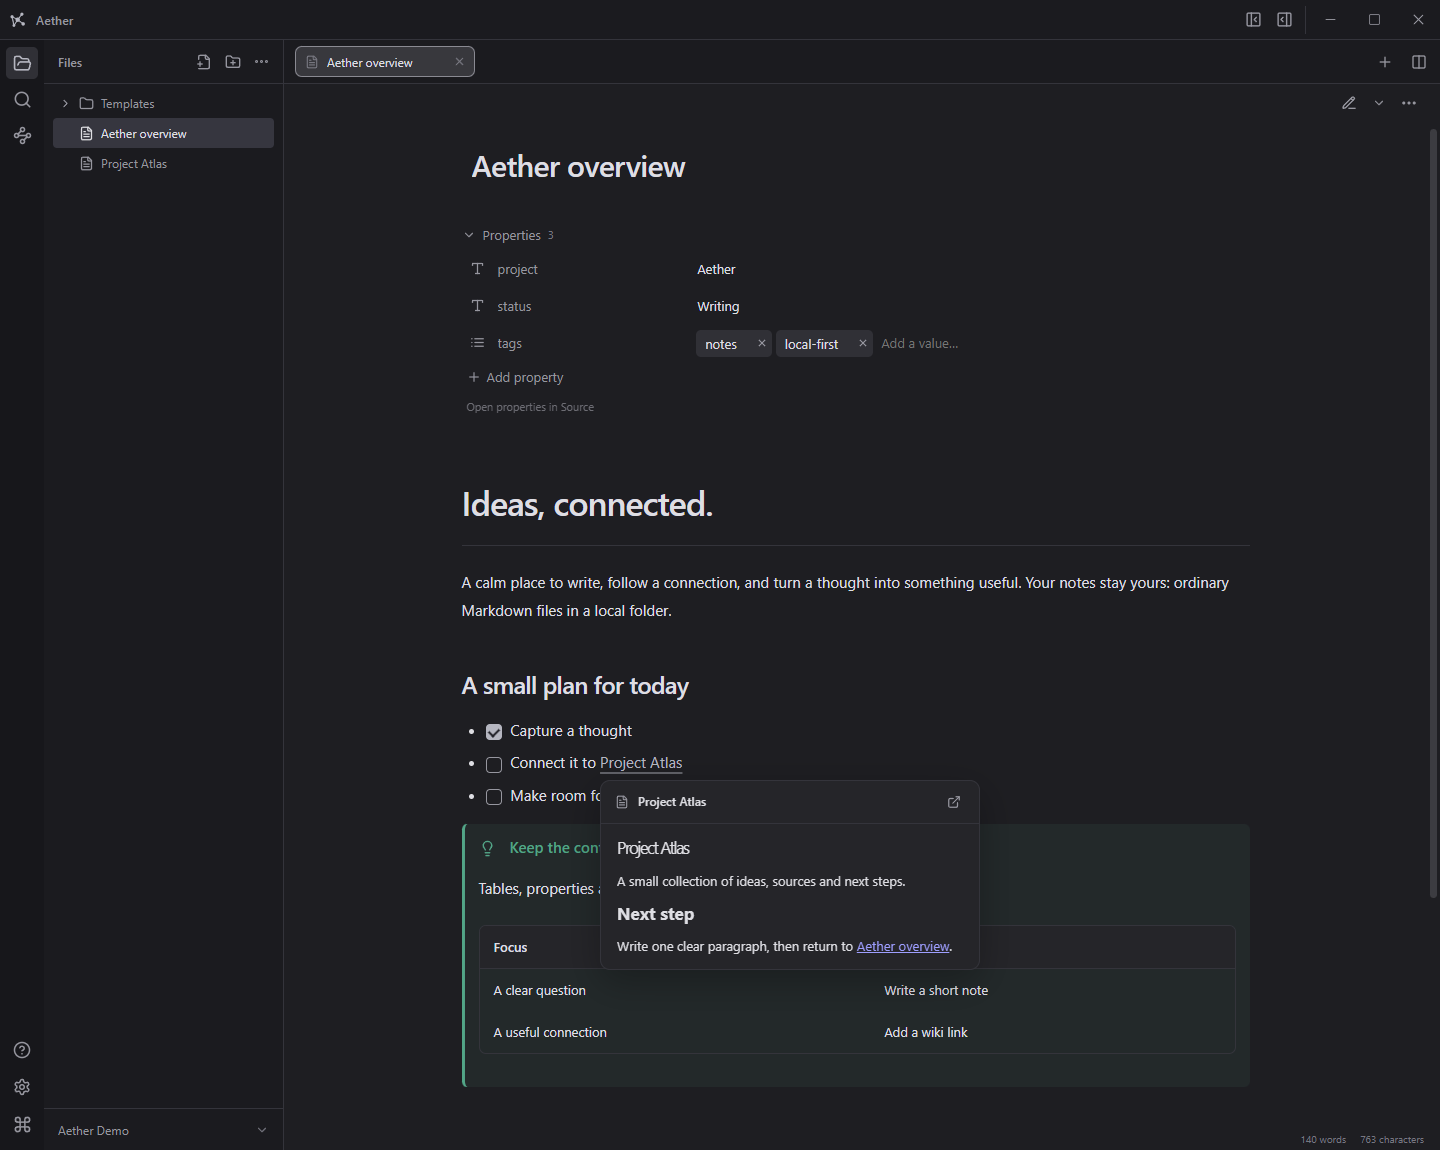 Aether
Files
Aether overview
Templates
Aether overview
Project Atlas
Aether overview
Properties 3
project Aether
status Writing
tags notes local-first Add a value...
Add property
Open properties in Source
Ideas, connected.
A calm place to write, follow a connection, and turn a thought into something useful. Your notes stay yours: ordinary
Markdown files in a local folder.
A small plan for today
Capture a thought
Connect it to Project Atlas
Make room
Project Atlas
Project Atlas
A small collection of ideas, sources and next steps.
Next step
Write one clear paragraph, then return to Aether overview.
Keep the
Tables, properties
Focus
A clear question Write a short note
A useful connection Add a wiki link
Aether Demo
140 words 763 characters